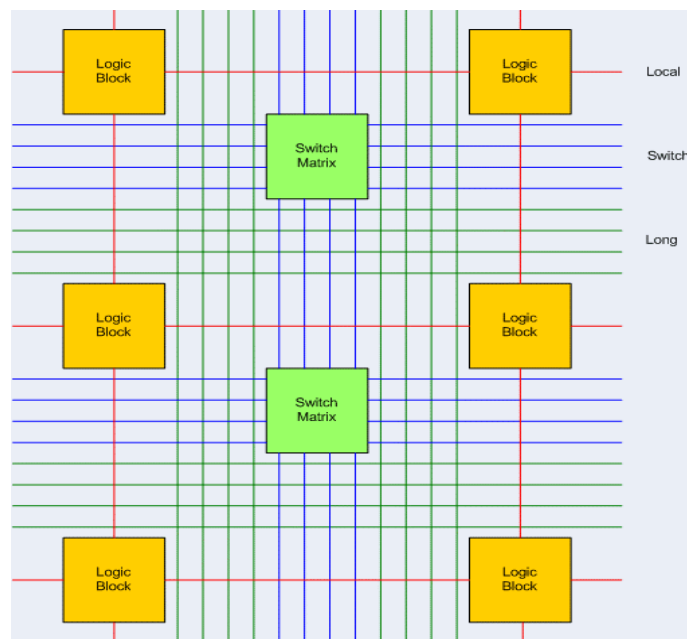 Logic
Block
Logic
Block
Local
Switch
Matrix
Switch
Long
Logic
Block
Logic
Block
Switch
Matrix
Logic
Block
Logic
Block